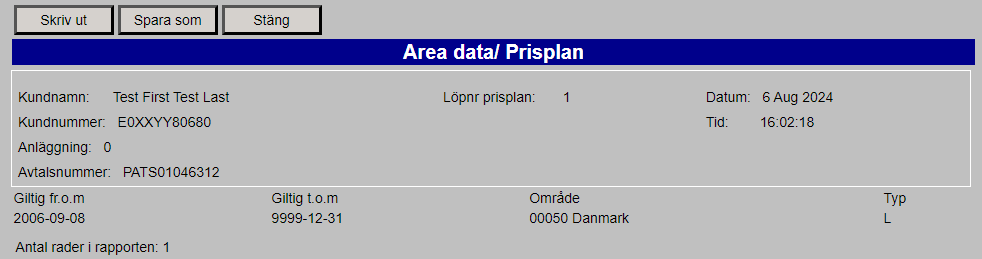 Skriv ut Spara som Stäng
Area data/ Prisplan
Kundnamn: Test First Test Last Löpnr prisplan: 1 Datum: 6 Aug 2024
Kundnummer: E0XXYY80680 Tid: 16:02:18
Anläggning: 0
Avtalsnummer: PATS01046312
Giltig fr.o.m Giltig t.o.m Område Typ
2006-09-08 9999-12-31 00050 Danmark L
Antal rader i rapporten: 1